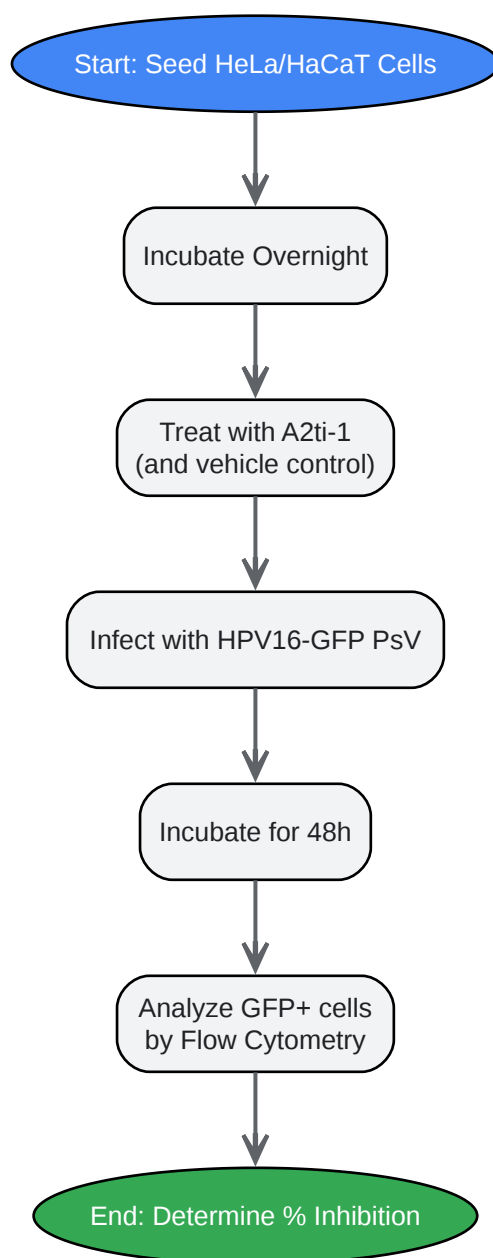 Start: Seed HeLa/HaCaT Cells
Incubate Overnight
Treat with A2ti-1
(and vehicle control)
Infect with HPV16-GFP PsV
Incubate for 48h
Analyze GFP+ cells
by Flow Cytometry
End: Determine % Inhibition